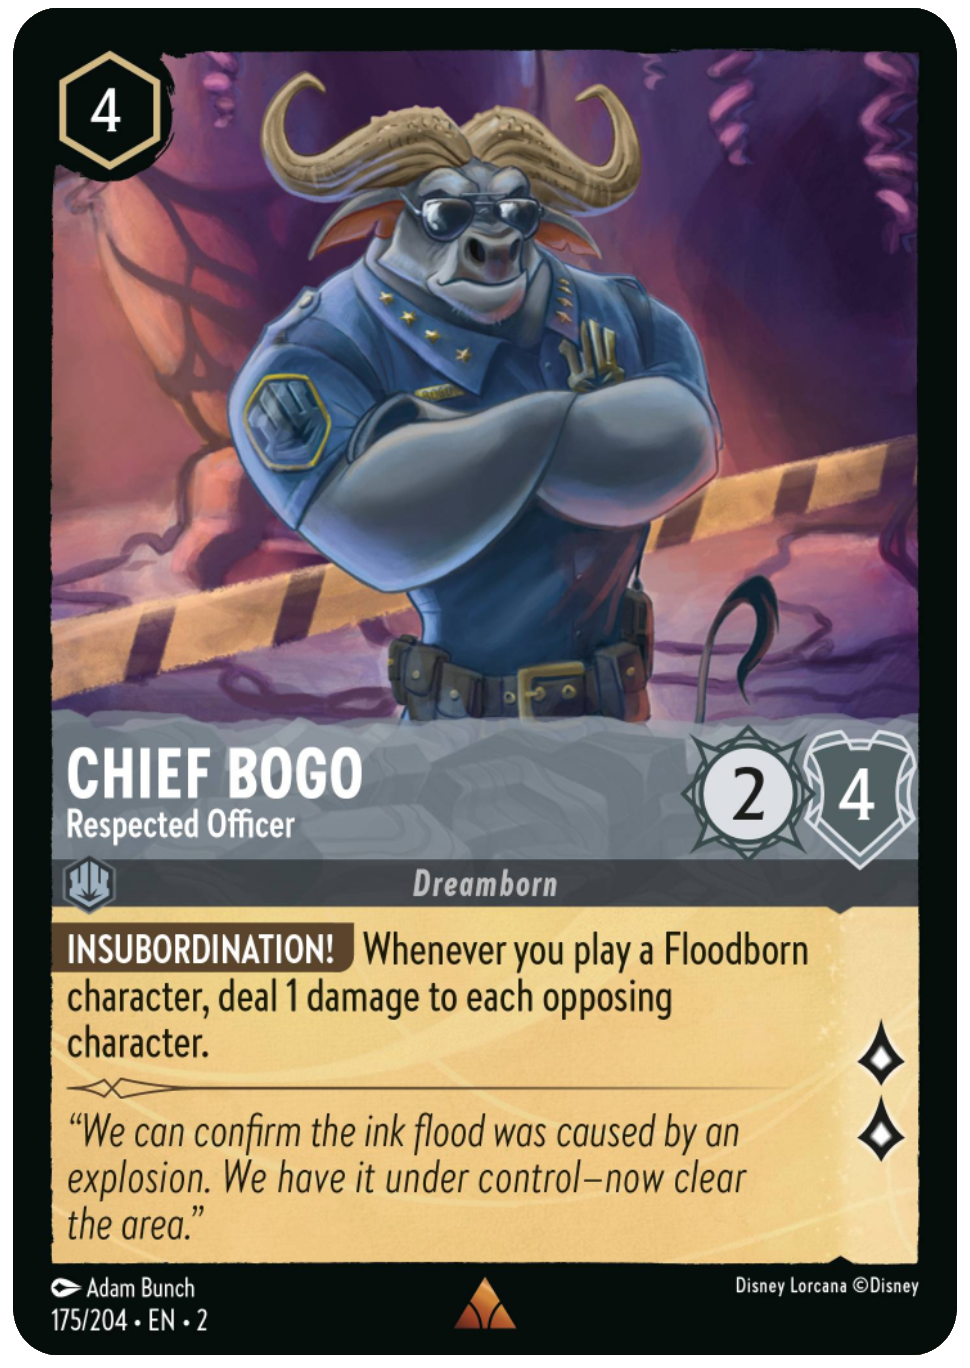 4
BOGO
CHIEF BOGO
Respected Officer
2
4
Dreamborn
INSUBORDINATION! Whenever you play a Floodborn
character, deal 1 damage to each opposing
character.
“We can confirm the ink flood was caused by an
explosion. We have it under control–now clear
the area.”
Adam Bunch
Disney Lorcana ©Disney
175/204 • EN • 2